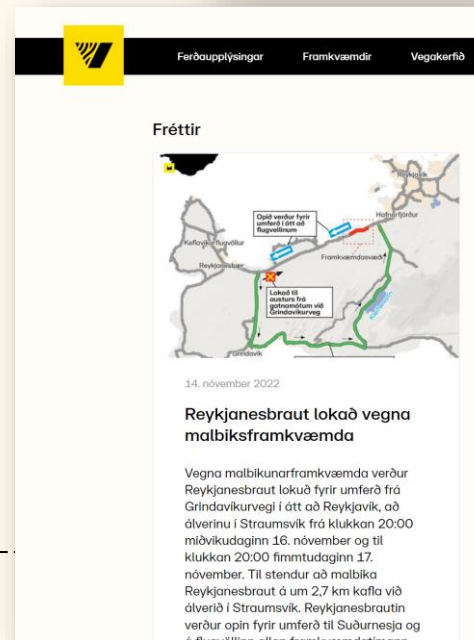 Ferðaupplýsingar Framkvæmdir Vegakerfið
Fréttir
Reykjavík
Hafnarfjörður
Opið verður fyrir
umferð í átt að
flugvellinum
Keflavíkurflugvöllur
Framkvæmdasvæði
Reykjanesbær
Lokað til
austurs frá
gatnamótum við
Grindavíkurveg
Grindavík
14. nóvember 2022
Reykjanesbraut lokað vegna
malbiksframkvæmda
Vegna malbikunarframkvæmda verður
Reykjanesbraut lokuð fyrir umferð frá
Grindavíkurvegi í átt að Reykjavík, að
álverinu í Straumsvík frá klukkan 20:00
miðvikudaginn 16. nóvember og til
klukkan 20:00 fimmtudaginn 17.
nóvember. Til stendur að malbika
Reykjanesbraut á um 2,7 km kafla við
álverið í Straumsvík. Reykjanesbrautin
verður opin fyrir umferð til Suðurnesja og
á flugvöllinn allan framkvæmdatímann